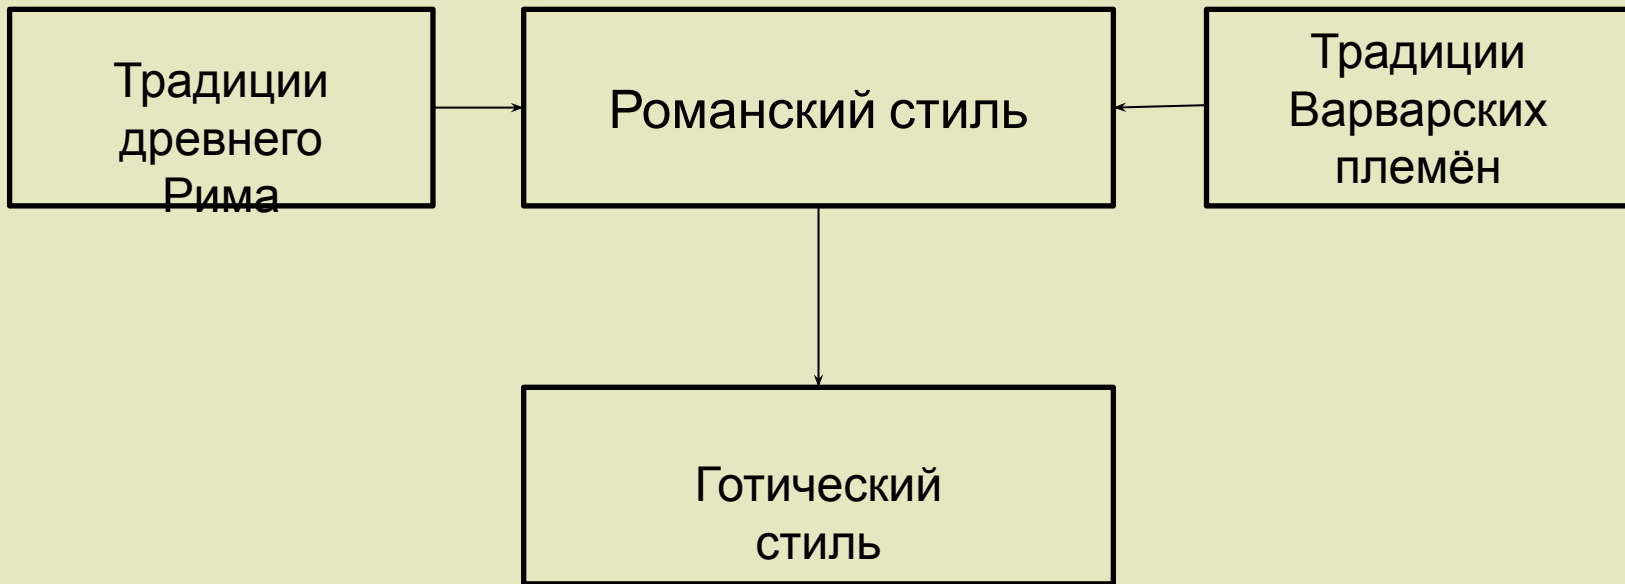 Традиции
древнего
Рима
Романский стиль
Традиции
Варварских
племён
Готический
стиль